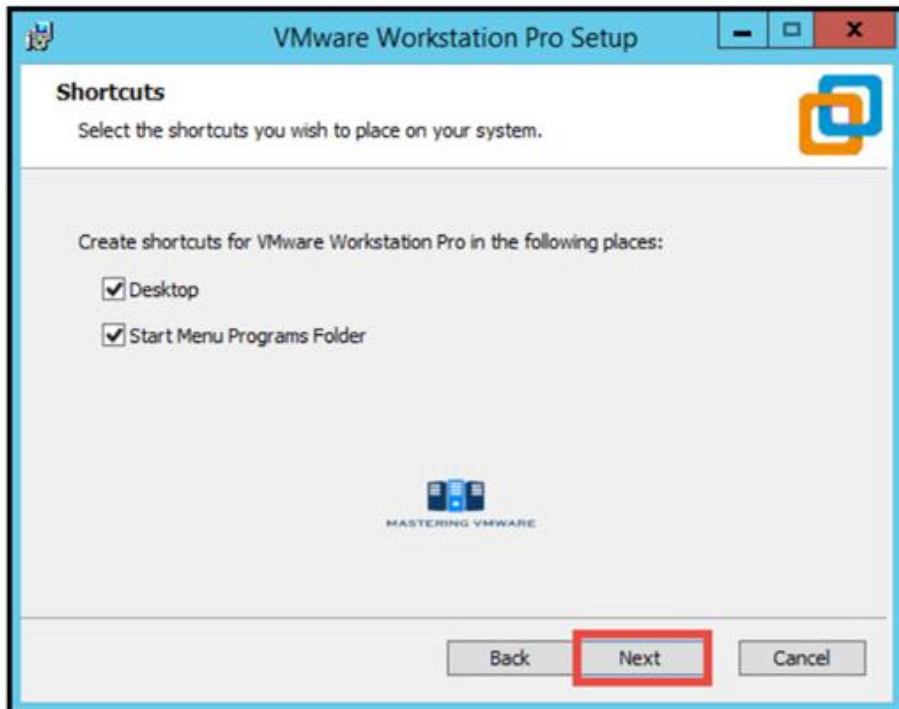 VMware Workstation Pro Setup
Shortcuts
Select the shortcuts you wish to place on your system.
Create shortcuts for VMware Workstation Pro in the following places:
Desktop
Start Menu Programs Folder
MASTERING VMWARE
Back Next Cancel